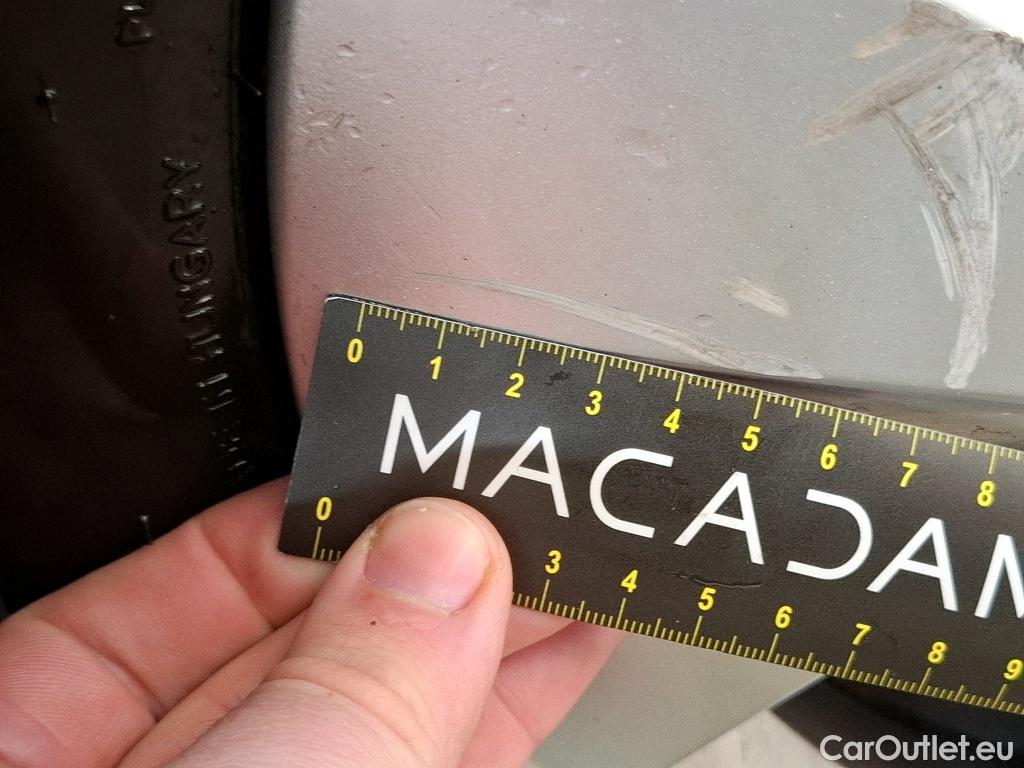 HUNGARY
0 1 2 3 4 5 6 7 8
MACADAM
0 3 4 5 6 7 8 9
CarOutlet.eu